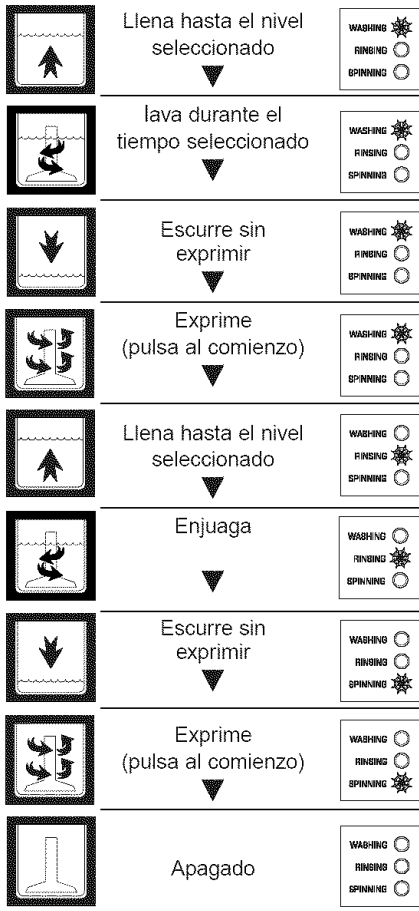 Llena hasta el nivel
seleccionado
WASHING
RINSING
SPINNING
lava durante el
tiempo seleccionado
WASHING
RINSING
SPINNING
Escurre sin
exprimir
WASHING
RINSING
SPINNING
Exprime
(pulsa al comienzo)
WASHING
RINSING
SPINNING
Llena hasta el nivel
seleccionado
WASHING
RINSING
SPINNING
Enjuaga
WASHING
RINSING
SPINNING
Escurre sin
exprimir
WASHING
RINSING
SPINNING
Exprime
(pulsa al comienzo)
WASHING
RINSING
SPINNING
Apagado
WASHING
RINSING
SPINNING